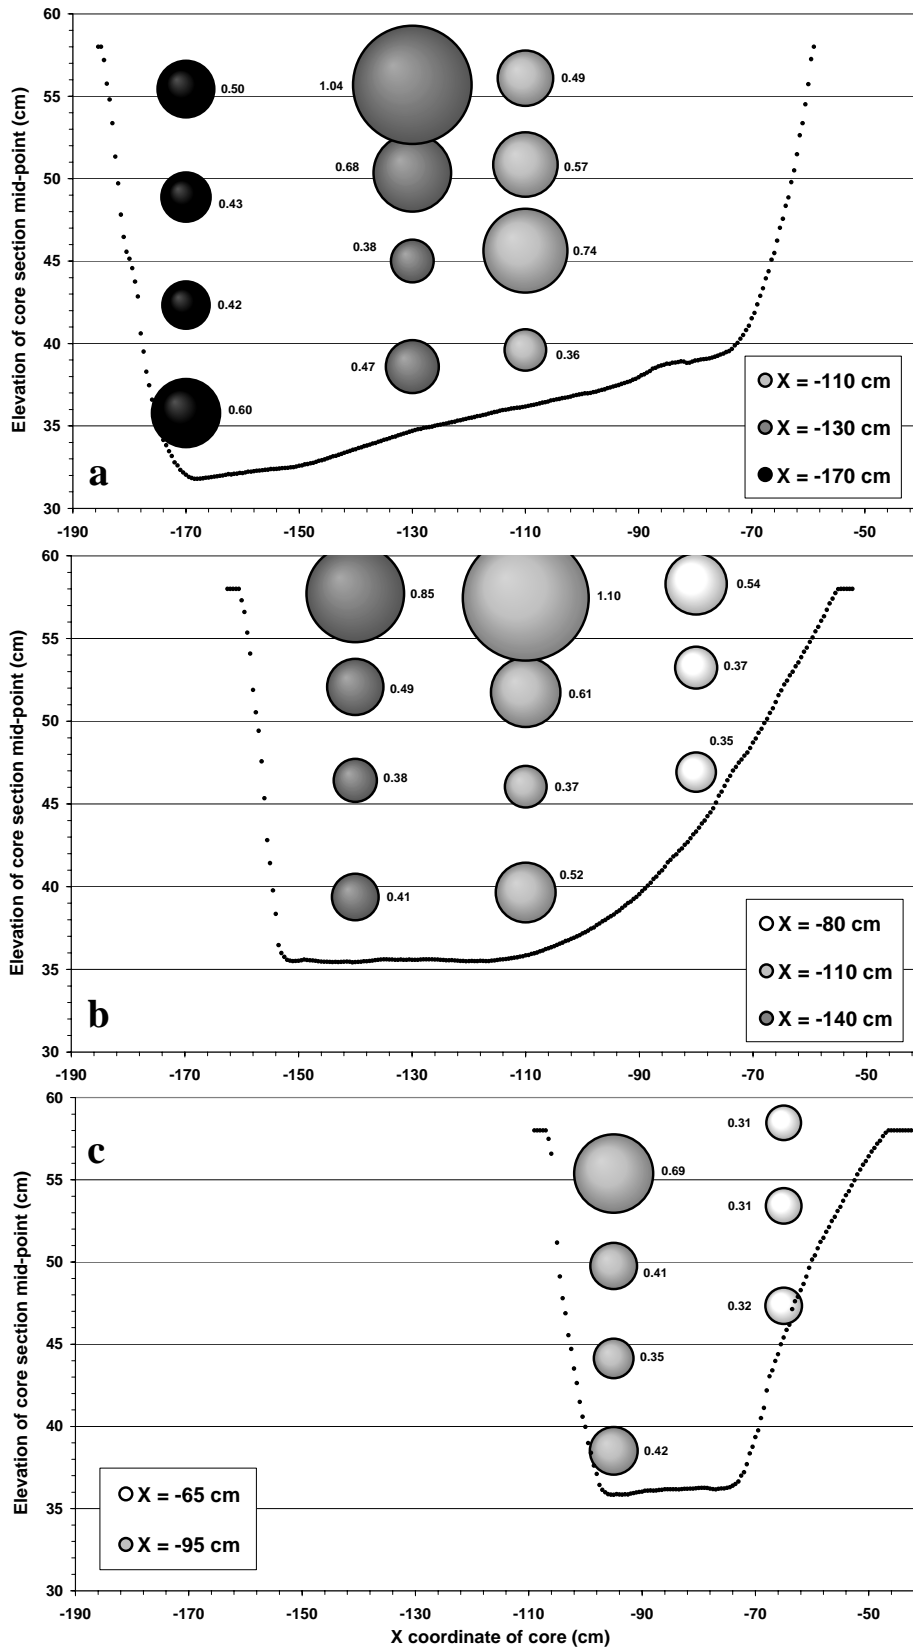 60
55
50
45
40
35
30
Elevation of core section mid-point (cm)
0.50
1.04
0.49
0.68
0.57
0.43
0.38
0.74
0.42
0.47
0.36
0.60
a
X = -110 cm
X = -130 cm
X = -170 cm
-190 -170 -150 -130 -110 -90 -70 -50
60
55
50
45
40
35
30
Elevation of core section mid-point (cm)
0.85
1.10
0.54
0.49
0.61
0.37
0.38
0.37
0.35
0.41
0.52
b
X = -80 cm
X = -110 cm
X = -140 cm
-190 -170 -150 -130 -110 -90 -70 -50
60
55
50
45
40
35
30
Elevation of core section mid-point (cm)
c
0.31
0.69
0.31
0.41
0.32
0.35
0.42
X = -65 cm
X = -95 cm
-190 -170 -150 -130 -110 -90 -70 -50
X coordinate of core (cm)